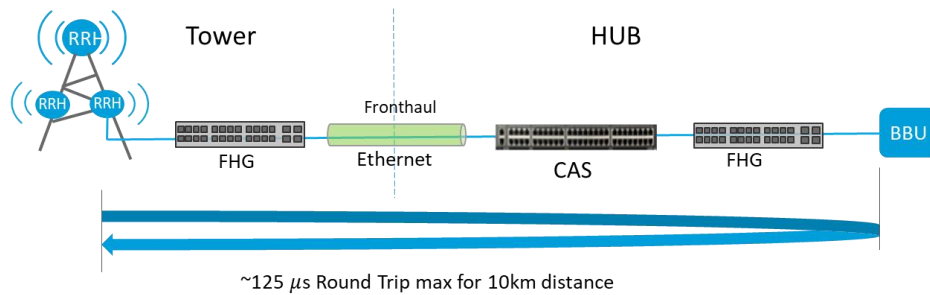 Tower
HUB
RRH
RRH
RRH
Fronthaul
Ethernet
FHG
CAS
FHG
BBU
~125 𝜇s Round Trip max for 10km distance